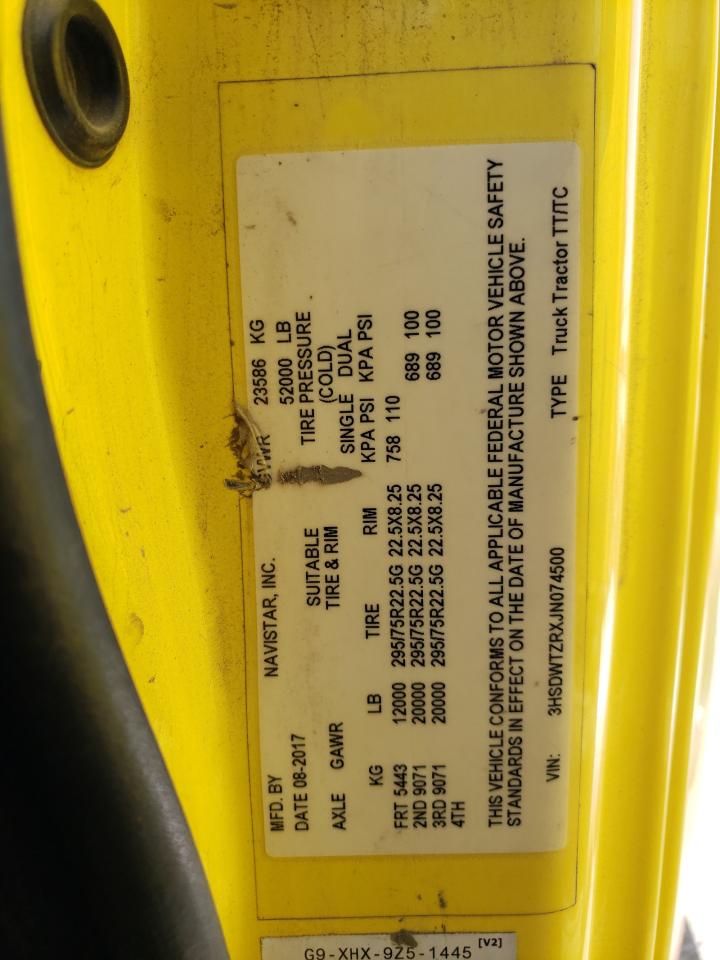 MFD. BY NAVISTAR, INC. GVWR 23586 KG
DATE 08-2017 52000 LB
AXLE GAWR SUITABLE TIRE & RIM TIRE PRESSURE (COLD)
SINGLE DUAL
KG LB TIRE RIM KPA PSI KPA PSI
FRT 5443 12000 295/75R22.5G 22.5X8.25 758 110
2ND 9071 20000 295/75R22.5G 22.5X8.25 689 100
3RD 9071 20000 295/75R22.5G 22.5X8.25 689 100
4TH
THIS VEHICLE CONFORMS TO ALL APPLICABLE FEDERAL MOTOR VEHICLE SAFETY
STANDARDS IN EFFECT ON THE DATE OF MANUFACTURE SHOWN ABOVE.
VIN: 3HSDWTZRXJN074500 TYPE Truck Tractor TT/TC
G9-XHX-9Z5-1445 [V2]